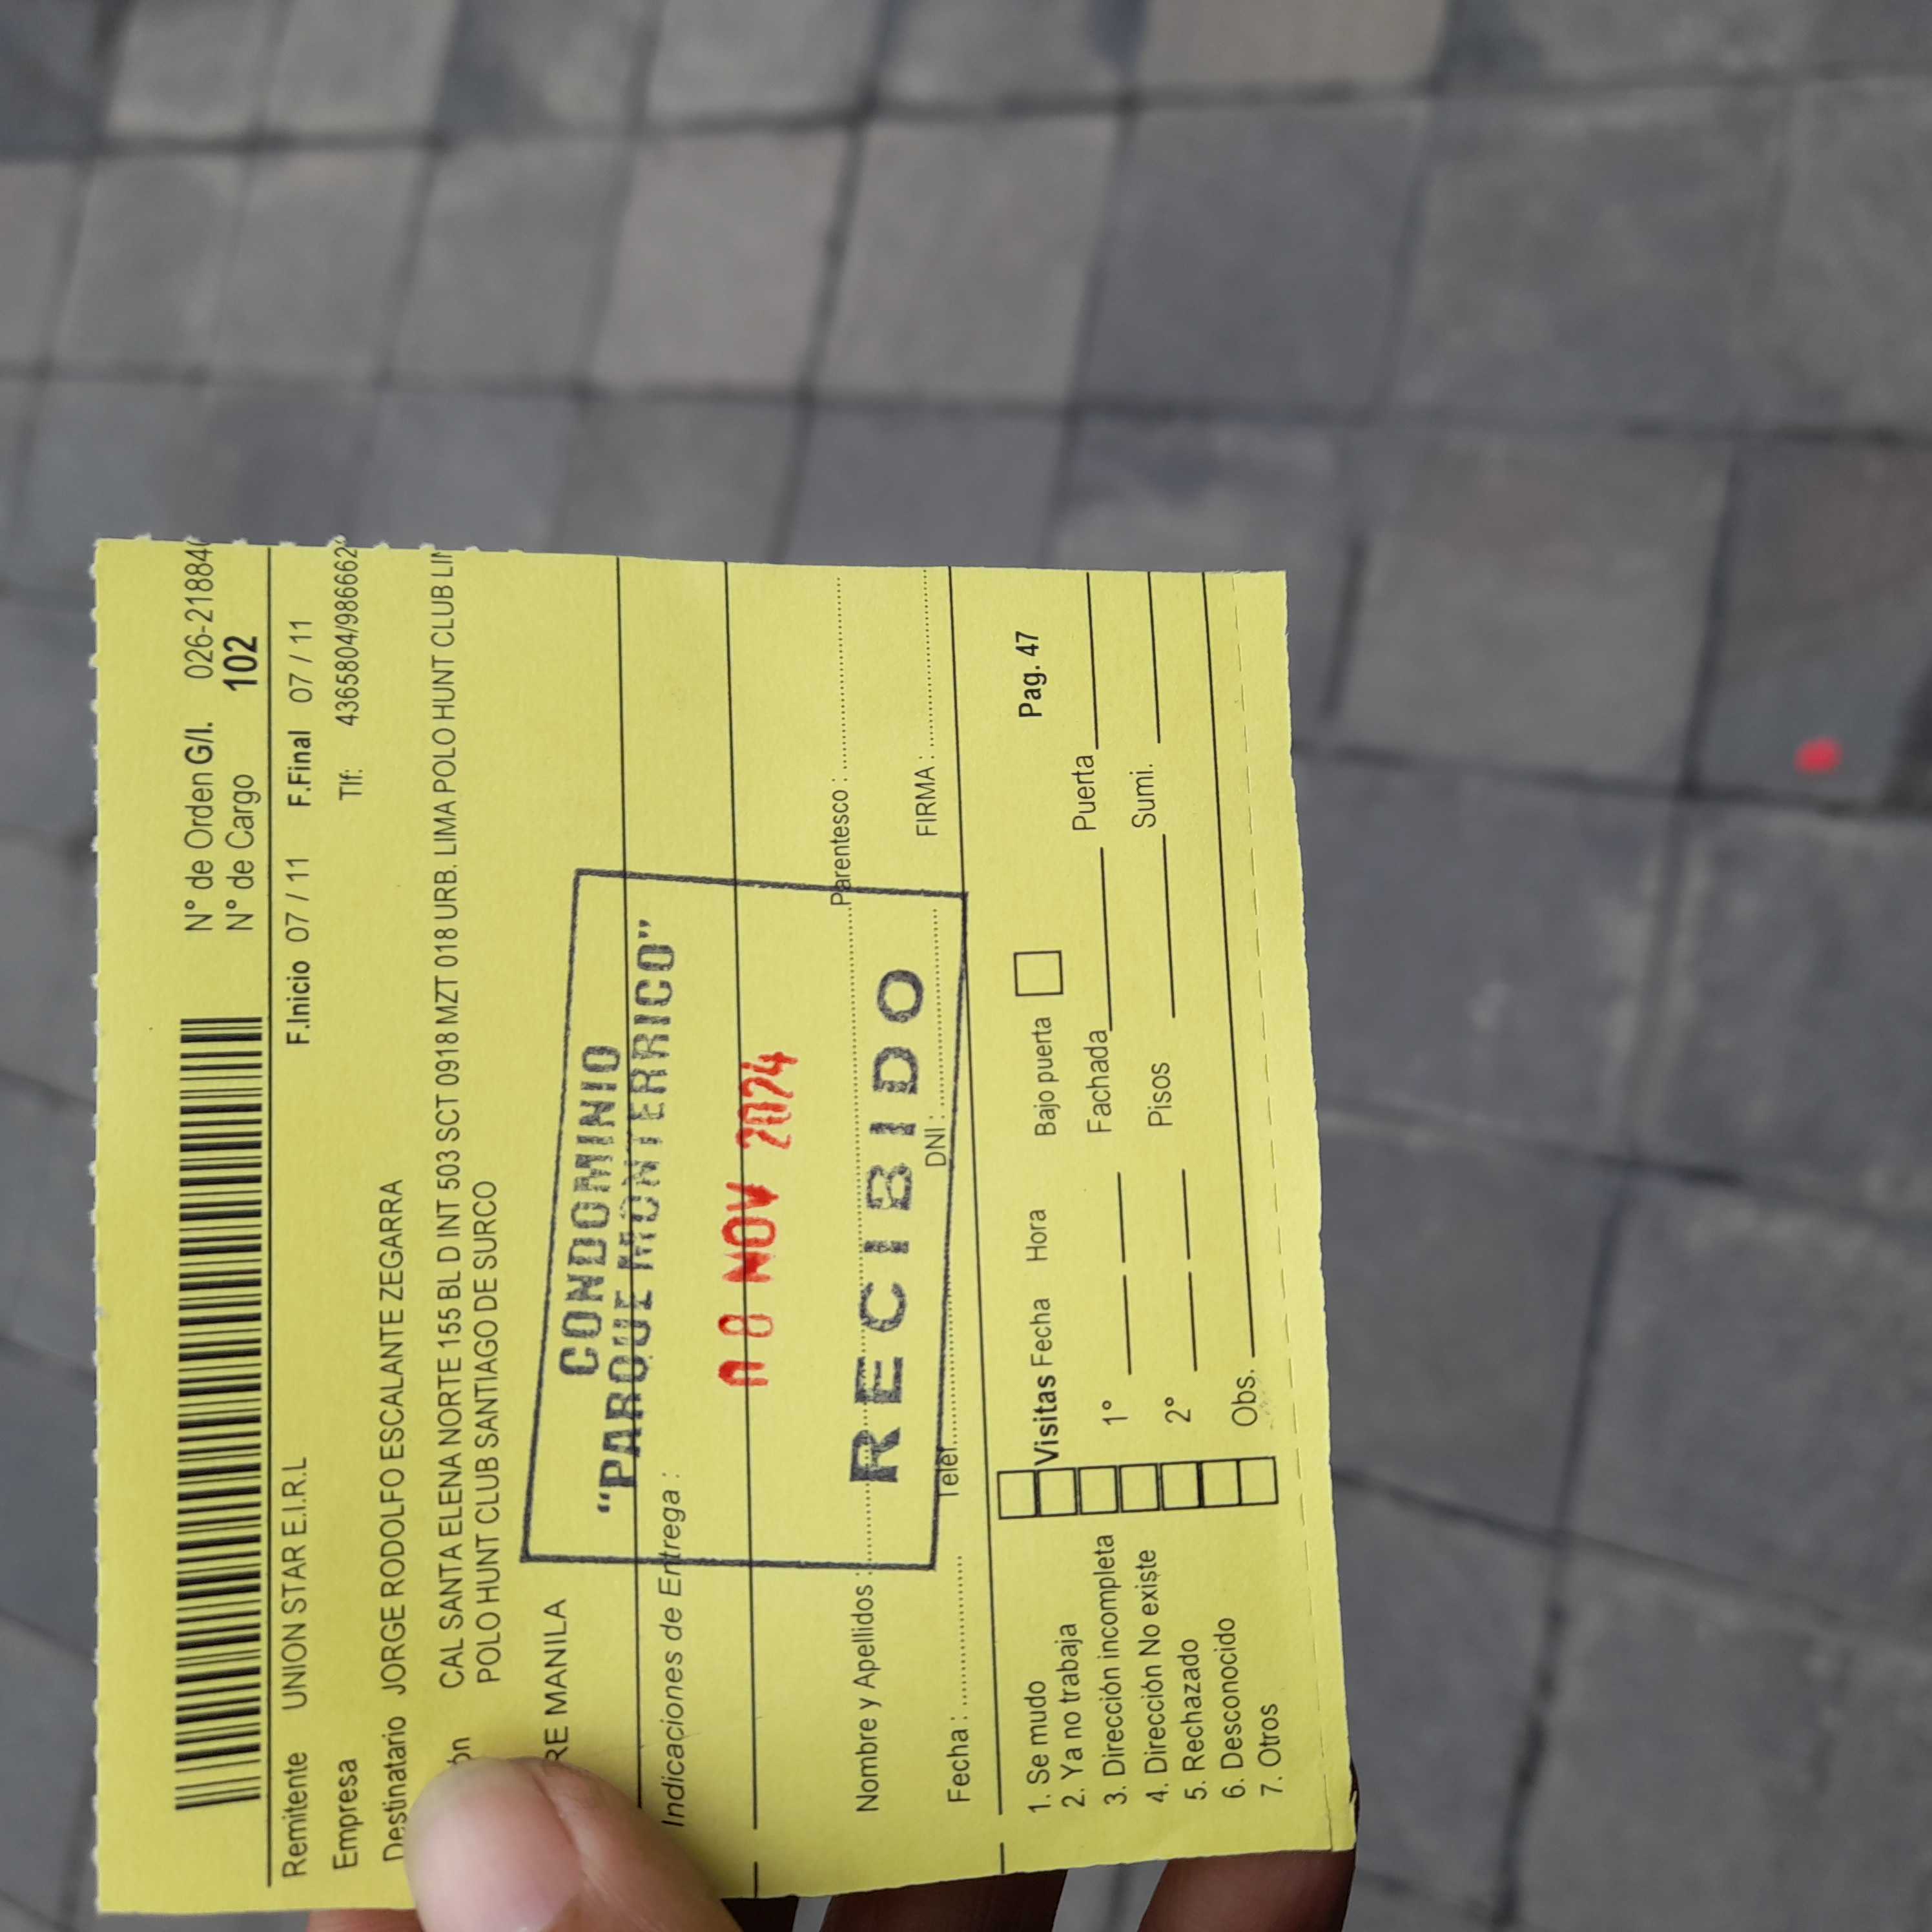 N° de Orden G/I. 026-21884
N° de Cargo 102
Remitente UNION STAR E.I.R.L F.Inicio 07 / 11 F.Final 07 / 11
Empresa Tlf: 4365804/986662
Destinatario JORGE RODOLFO ESCALANTE ZEGARRA
CAL SANTA ELENA NORTE 155 BL D INT 503 SCT 0918 MZT 018 URB. LIMA POLO HUNT CLUB LIM
POLO HUNT CLUB SANTIAGO DE SURCO
RE MANILA
CONDOMINIO
"PARQUE MONTERRICO"
Indicaciones de Entrega :
08 NOV 2024
Nombre y Apellidos : Parentesco :
RECIBIDO
Fecha : Telef. DNI : FIRMA :
1. Se mudo
2. Ya no trabaja
3. Dirección incompleta
4. Dirección No existe
5. Rechazado
6. Desconocido
7. Otros
Visitas Fecha Hora Bajo puerta Pag. 47
1° Fachada Puerta
2° Pisos Sumi.
Obs.